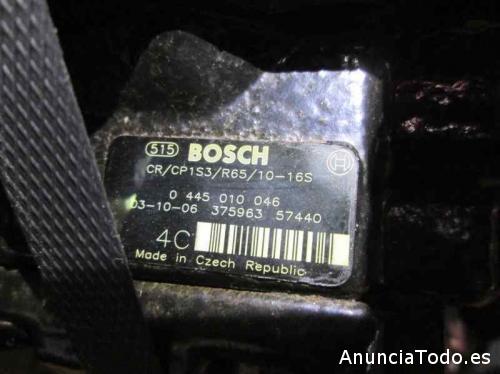 515 BOSCH
CR/CP1S3/R65/10-16S
0 445 010 046
03-10-06 375963 57440
4C
Made in Czech Republic
AnunciaTodo.es